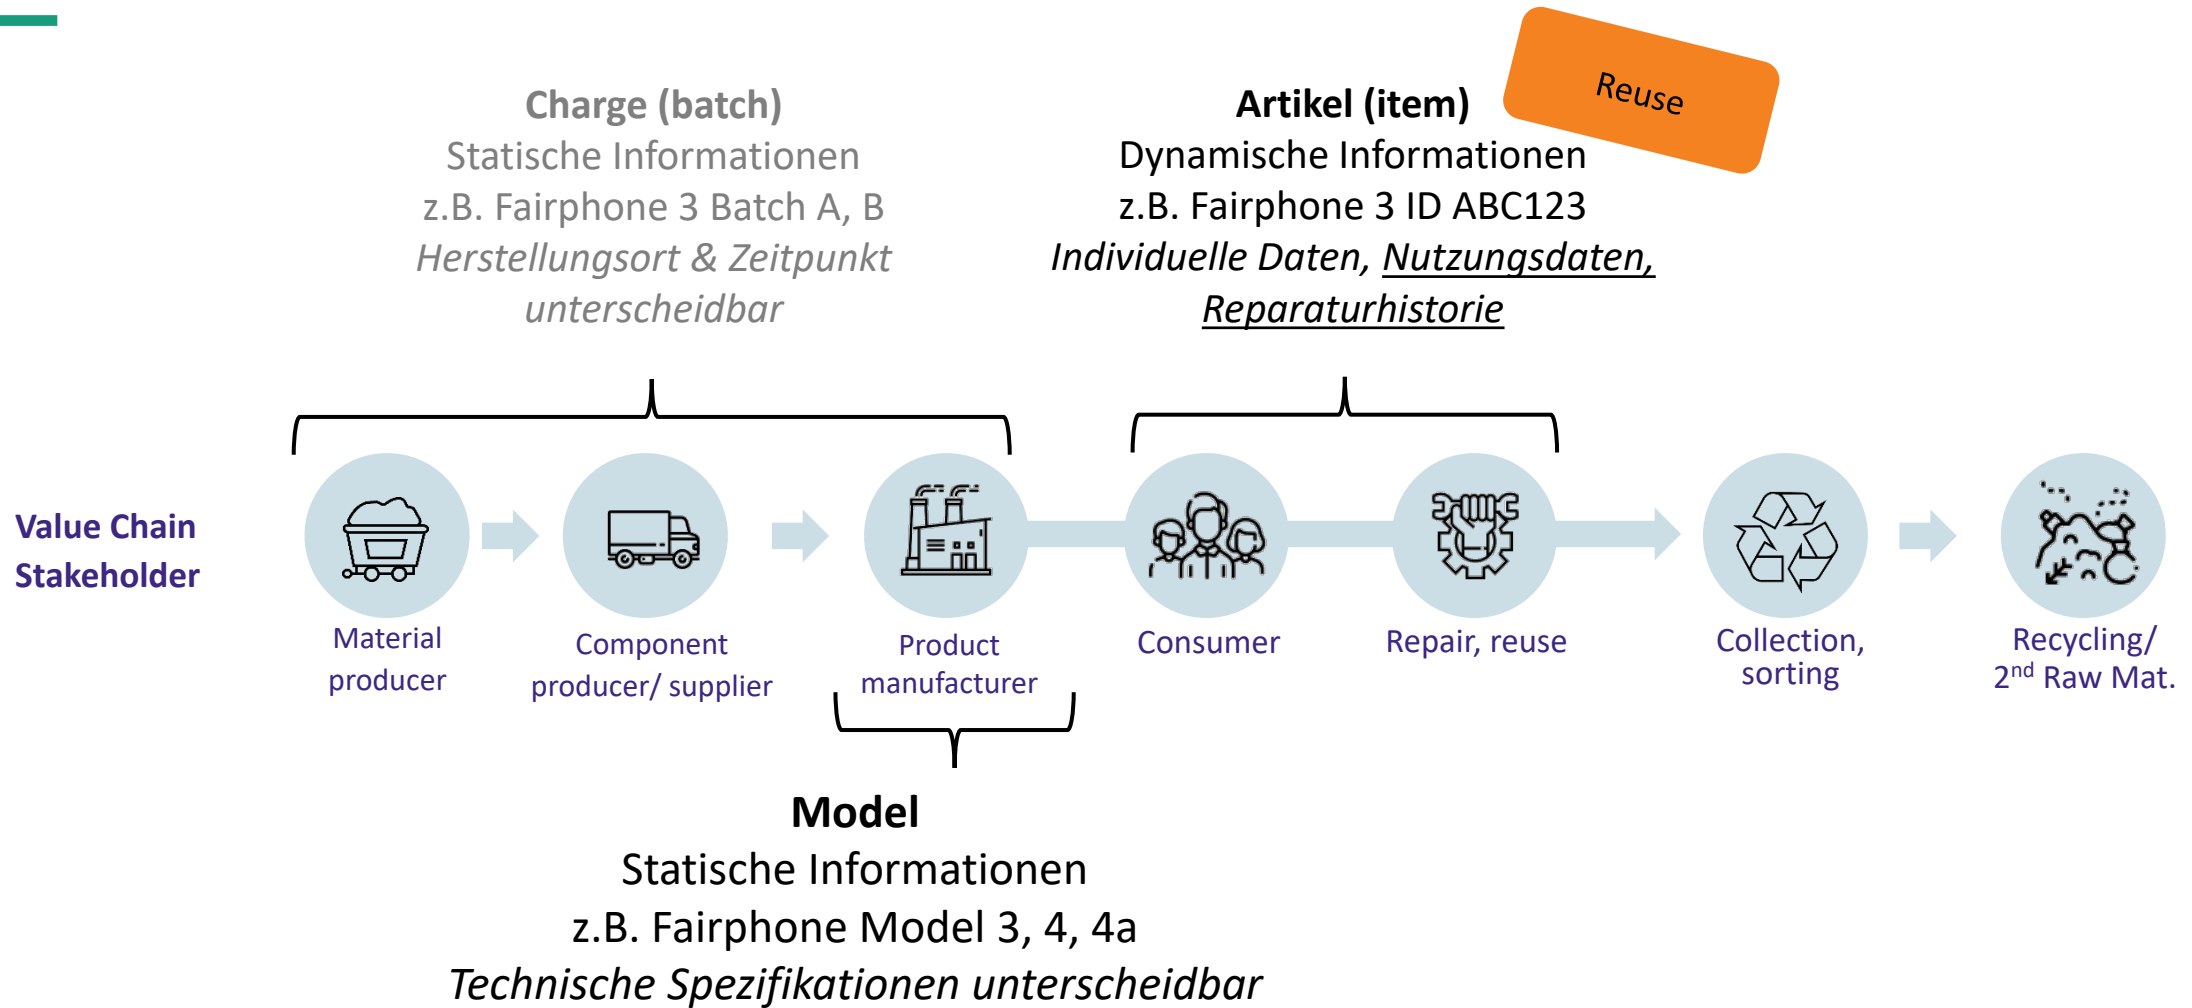 Reuse
Charge (batch)
Statische Informationen
z.B. Fairphone 3 Batch A, B
Herstellungsort & Zeitpunkt
unterscheidbar
Artikel (item)
Dynamische Informationen
z.B. Fairphone 3 ID ABC123
Individuelle Daten, Nutzungsdaten,
Reparaturhistorie
Value Chain
Stakeholder
Material
producer
Component
producer/ supplier
Product
manufacturer
Consumer
Repair, reuse
Collection,
sorting
Recycling/
2nd Raw Mat.
Model
Statische Informationen
z.B. Fairphone Model 3, 4, 4a
Technische Spezifikationen unterscheidbar